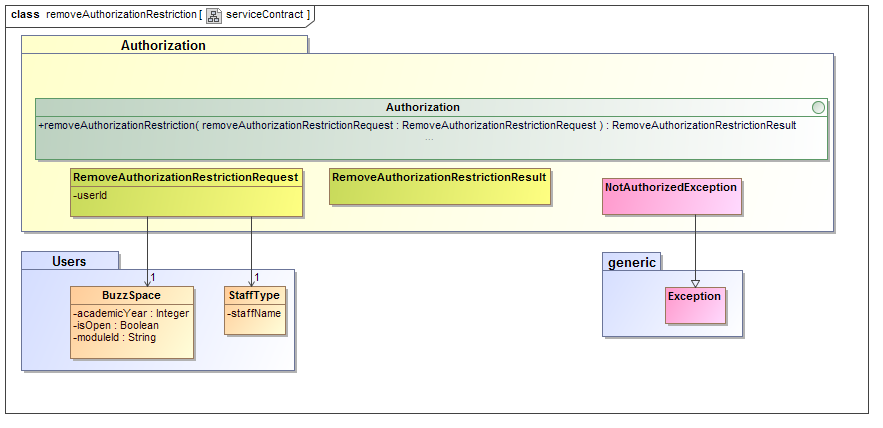 class removeAuthorizationRestriction [ serviceContract ]
Authorization
Authorization
+removeAuthorizationRestriction( removeAuthorizationRestrictionRequest : RemoveAuthorizationRestrictionRequest ) : RemoveAuthorizationRestrictionResult
...
RemoveAuthorizationRestrictionRequest
-userId
RemoveAuthorizationRestrictionResult
NotAuthorizedException
Users
1
1
BuzzSpace
-academicYear : Integer
-isOpen : Boolean
-moduleId : String
StaffType
-staffName
generic
Exception